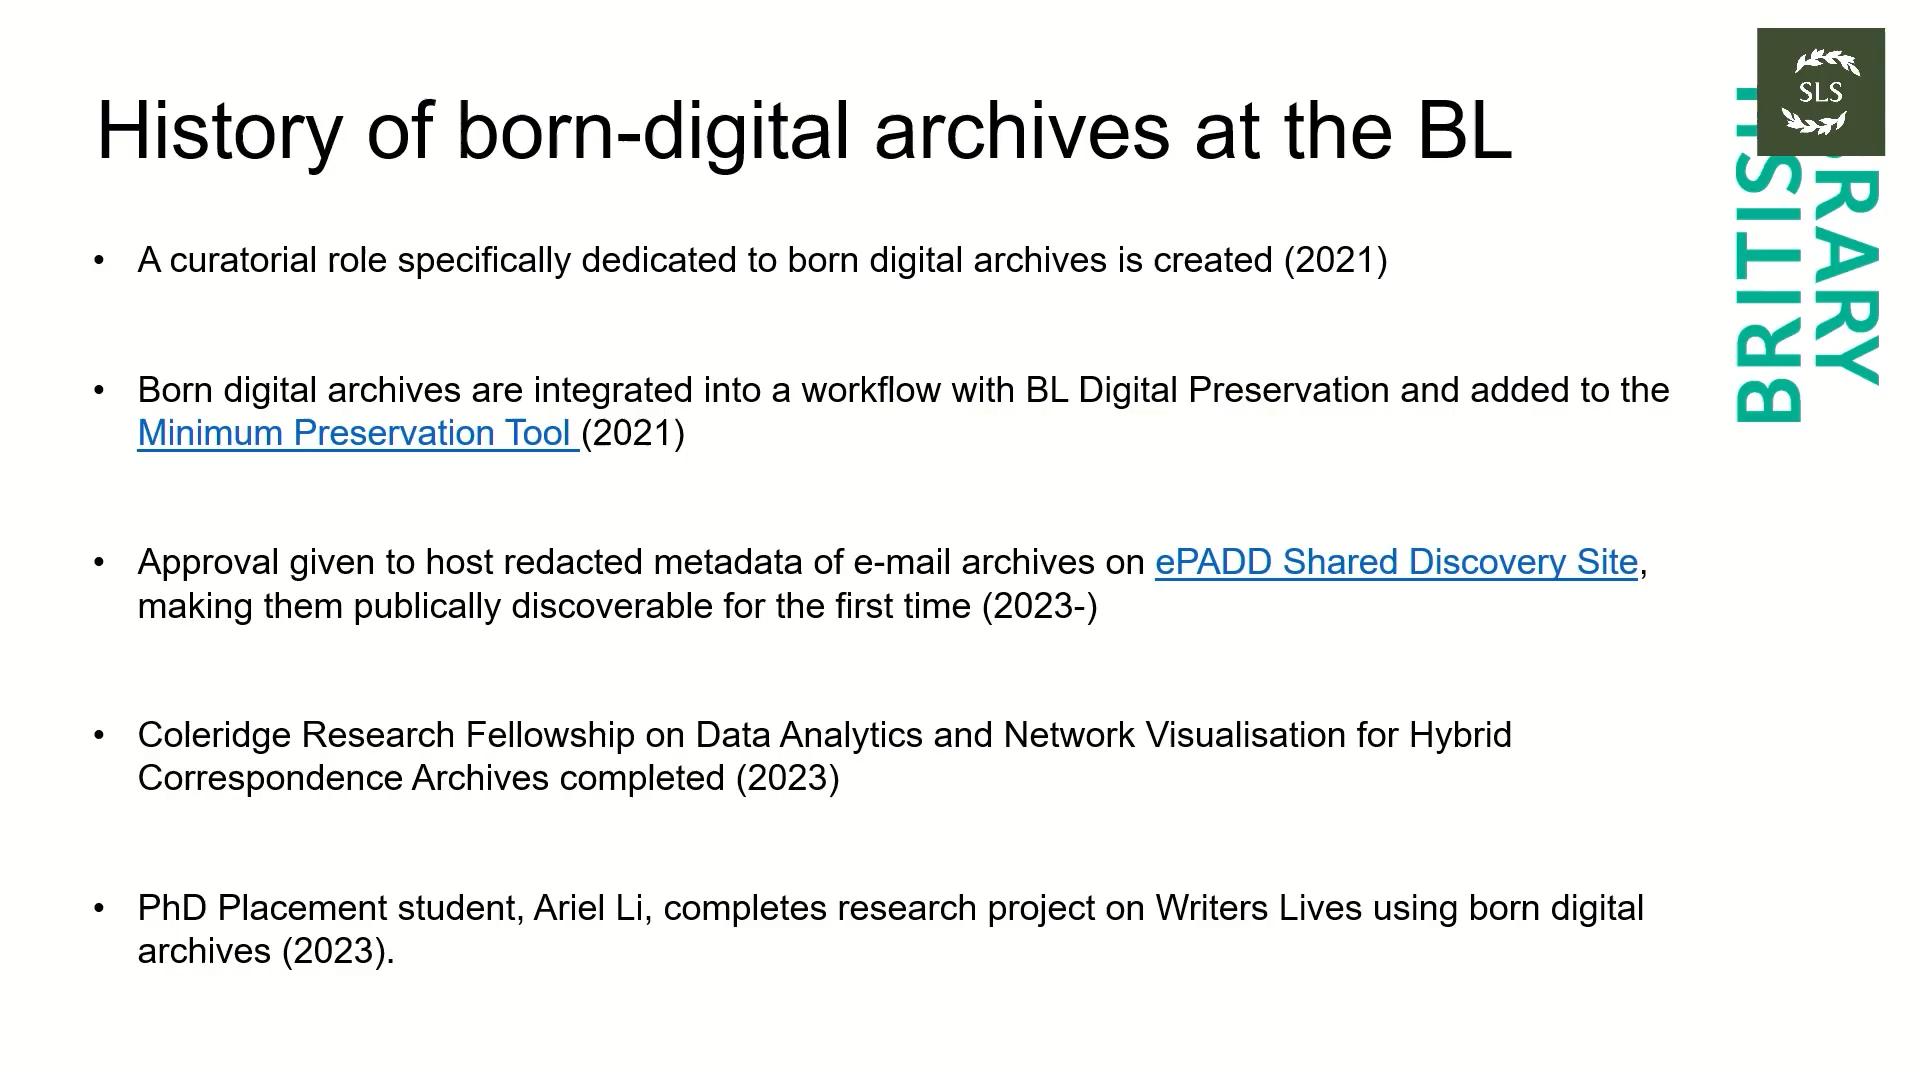 History of born-digital archives at the BL
• A curatorial role specifically dedicated to born digital archives is created (2021)
• Born digital archives are integrated into a workflow with BL Digital Preservation and added to the
Minimum Preservation Tool (2021)
• Approval given to host redacted metadata of e-mail archives on ePADD Shared Discovery Site,
making them publically discoverable for the first time (2023-)
• Coleridge Research Fellowship on Data Analytics and Network Visualisation for Hybrid
Correspondence Archives completed (2023)
• PhD Placement student, Ariel Li, completes research project on Writers Lives using born digital
archives (2023).
SLS
BRITISH
RARY